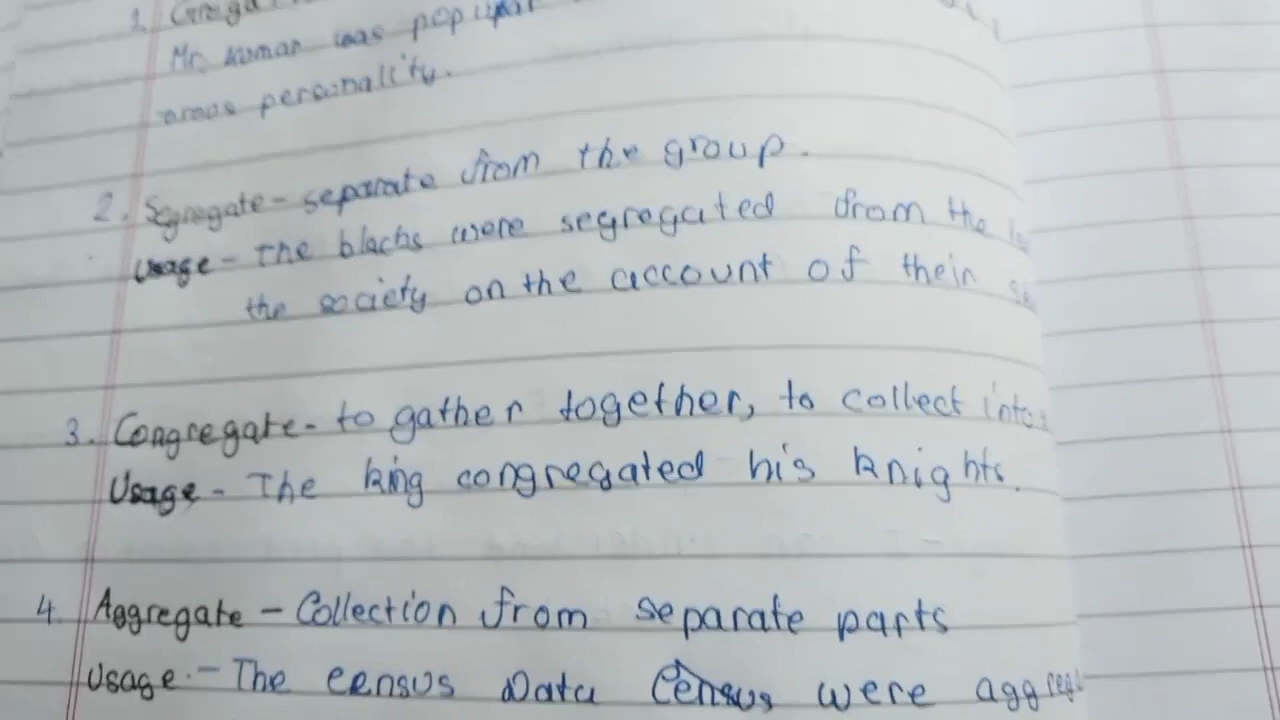 1.
Mr. Kumar was popular
personality.
2. Segregate - separate from the group.
Usage - The blacks were segregated from the
the society on the account of their
3. Congregate - to gather together, to collect into
Usage - The king congregated his knights.
4. Aggregate - Collection from separate parts
Usage - The census Data Census were